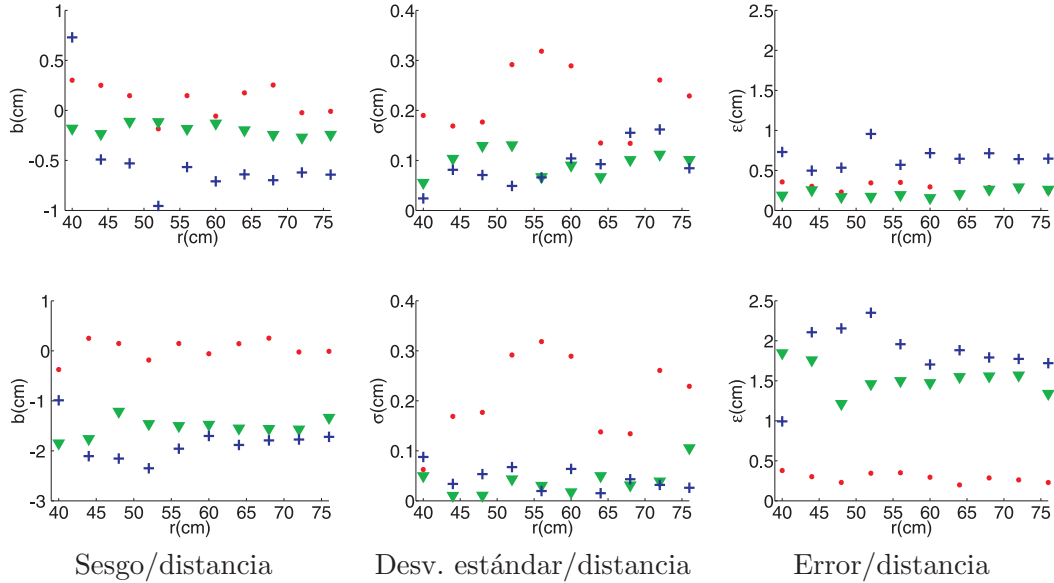 1
0.5
0
-0.5
-1
40 45 50 55 60 65 70 75
b(cm)
r(cm)
0.4
0.3
0.2
0.1
0
40 45 50 55 60 65 70 75
σ(cm)
r(cm)
2.5
2
1.5
1
0.5
0
40 45 50 55 60 65 70 75
ε(cm)
r(cm)
1
0
-1
-2
-3
40 45 50 55 60 65 70 75
b(cm)
r(cm)
0.4
0.3
0.2
0.1
0
40 45 50 55 60 65 70 75
σ(cm)
r(cm)
2.5
2
1.5
1
0.5
0
40 45 50 55 60 65 70 75
ε(cm)
r(cm)
Sesgo/distancia
Desv. estándar/distancia
Error/distancia